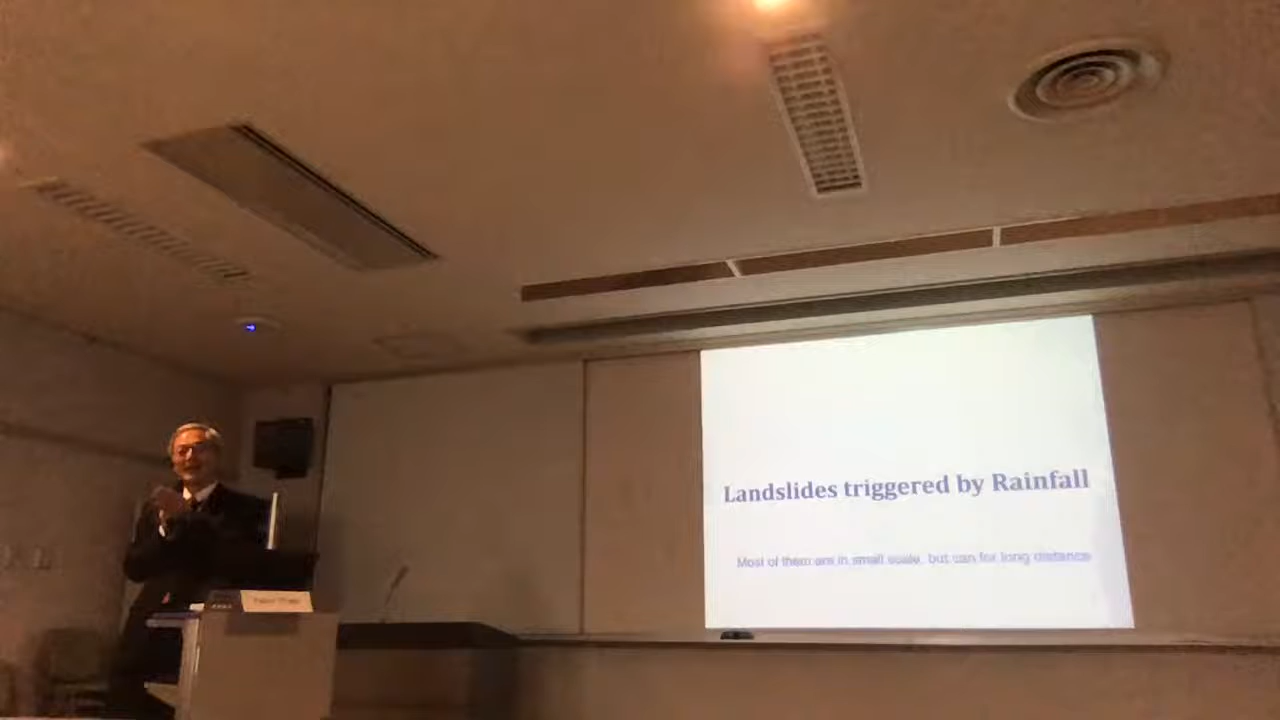 Landslides triggered by Rainfall
Most of them are in small scale, but can for long distance